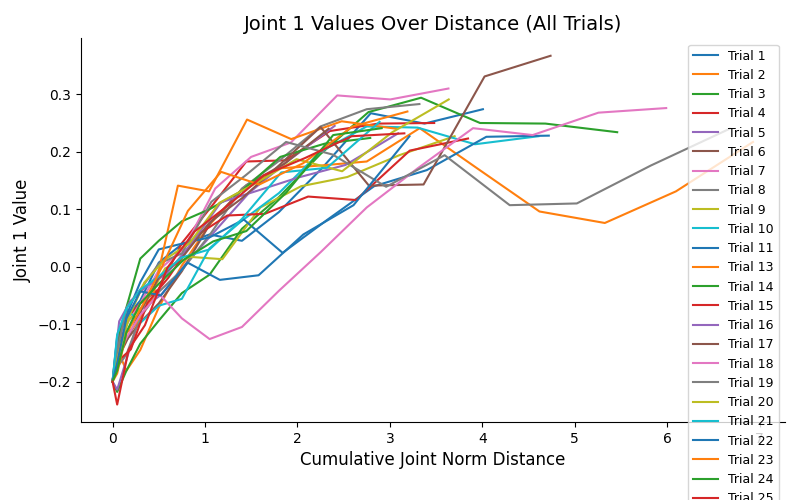 Joint 1 Values Over Distance (All Trials)
Joint 1 Value
0.3
0.2
0.1
0.0
−0.1
−0.2
0
1
2
3
4
5
6
Cumulative Joint Norm Distance
Trial 1
Trial 2
Trial 3
Trial 4
Trial 5
Trial 6
Trial 7
Trial 8
Trial 9
Trial 10
Trial 11
Trial 13
Trial 14
Trial 15
Trial 16
Trial 17
Trial 18
Trial 19
Trial 20
Trial 21
Trial 22
Trial 23
Trial 24
Trial 25